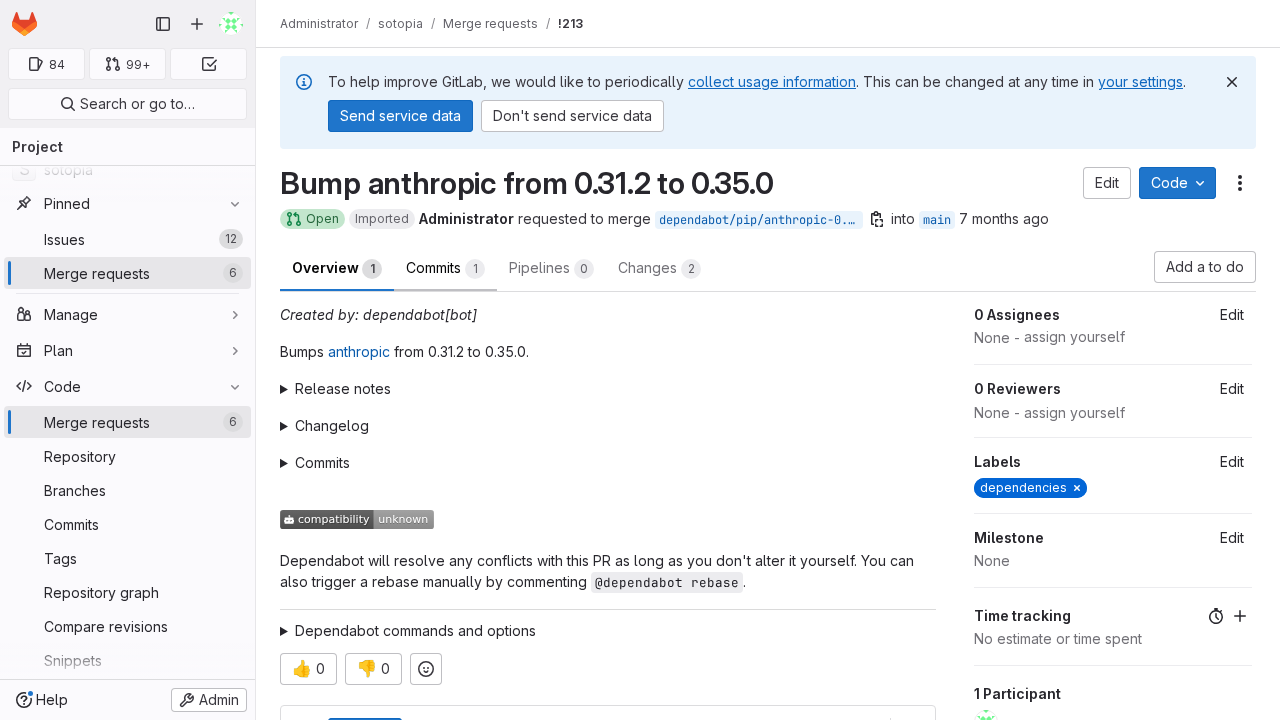 Administrator / sotopia / Merge requests / !213
84
99+
Search or go to…
Project
S sotopia
Pinned
Issues 12
Merge requests 6
Manage
Plan
Code
Merge requests 6
Repository
Branches
Commits
Tags
Repository graph
Compare revisions
Snippets
Help
Admin
To help improve GitLab, we would like to periodically collect usage information. This can be changed at any time in your settings.
Send service data
Don't send service data
Bump anthropic from 0.31.2 to 0.35.0
Edit
Code
Open Imported Administrator requested to merge dependabot/pip/anthropic-0.… into main 7 months ago
Overview 1
Commits 1
Pipelines 0
Changes 2
Add a to do
Created by: dependabot[bot]
Bumps anthropic from 0.31.2 to 0.35.0.
Release notes
Changelog
Commits
compatibility unknown
Dependabot will resolve any conflicts with this PR as long as you don't alter it yourself. You can
also trigger a rebase manually by commenting @dependabot rebase.
Dependabot commands and options
👍 0
👎 0
0 Assignees
Edit
None - assign yourself
0 Reviewers
Edit
None - assign yourself
Labels
Edit
dependencies ×
Milestone
Edit
None
Time tracking
No estimate or time spent
1 Participant